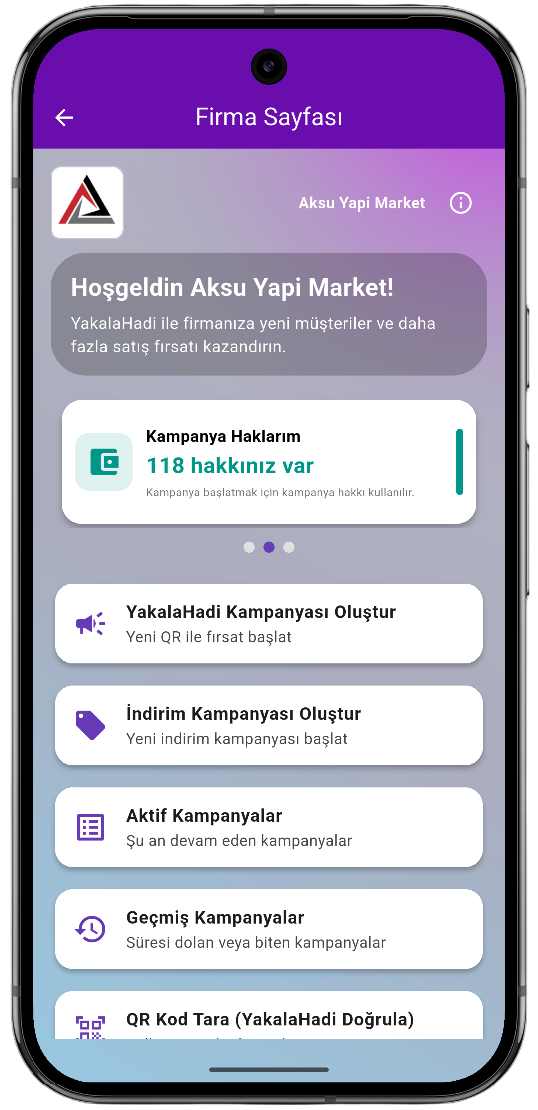 Firma Sayfası
Aksu Yapi Market
Hoşgeldin Aksu Yapi Market!
YakalaHadi ile firmanıza yeni müşteriler ve daha
fazla satış fırsatı kazandırın.
Kampanya Haklarım
118 hakkınız var
Kampanya başlatmak için kampanya hakkı kullanılır.
YakalaHadi Kampanyası Oluştur
Yeni QR ile fırsat başlat
İndirim Kampanyası Oluştur
Yeni indirim kampanyası başlat
Aktif Kampanyalar
Şu an devam eden kampanyalar
Geçmiş Kampanyalar
Süresi dolan veya biten kampanyalar
QR Kod Tara (YakalaHadi Doğrula)